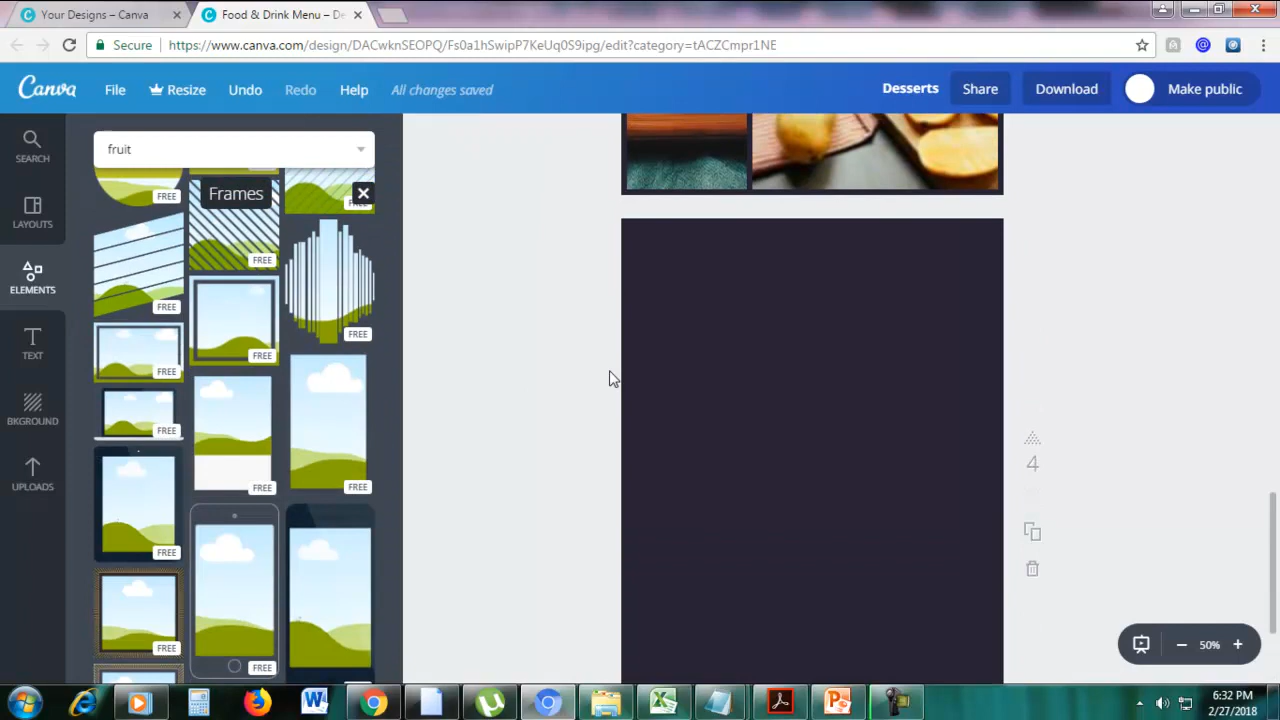 Your Designs – Canva
Food & Drink Menu – De
Secure
https://www.canva.com/design/DACwknSEOPQ/Fs0a1hSwipP7KeUq0S9ipg/edit?category=tACZCmpr1NE
Canva
File
Resize
Undo
Redo
Help
All changes saved
Desserts
Share
Download
Make public
SEARCH
LAYOUTS
ELEMENTS
TEXT
BKGROUND
UPLOADS
fruit
Frames
FREE
FREE
FREE
FREE
FREE
FREE
FREE
FREE
FREE
FREE
FREE
FREE
FREE
FREE
4
50%
6:32 PM
2/27/2018